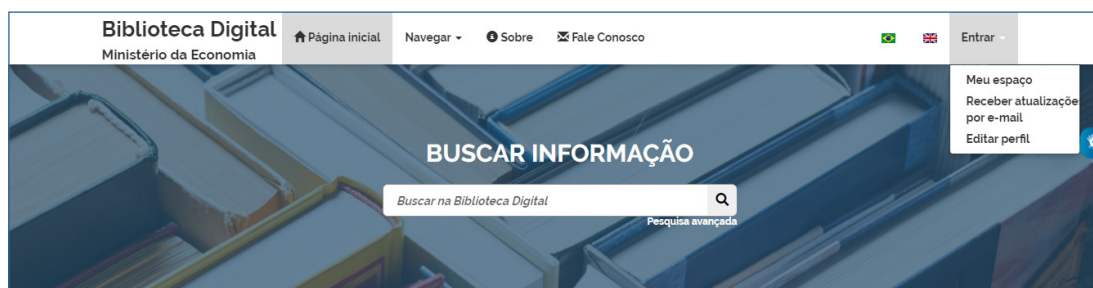 Biblioteca Digital
Ministério da Economia
Página inicial
Navegar
Sobre
Fale Conosco
Entrar
Meu espaço
Receber atualizaçõe
por e-mail
Editar perfil
BUSCAR INFORMAÇÃO
Buscar na Biblioteca Digital
Pesquisa avançada